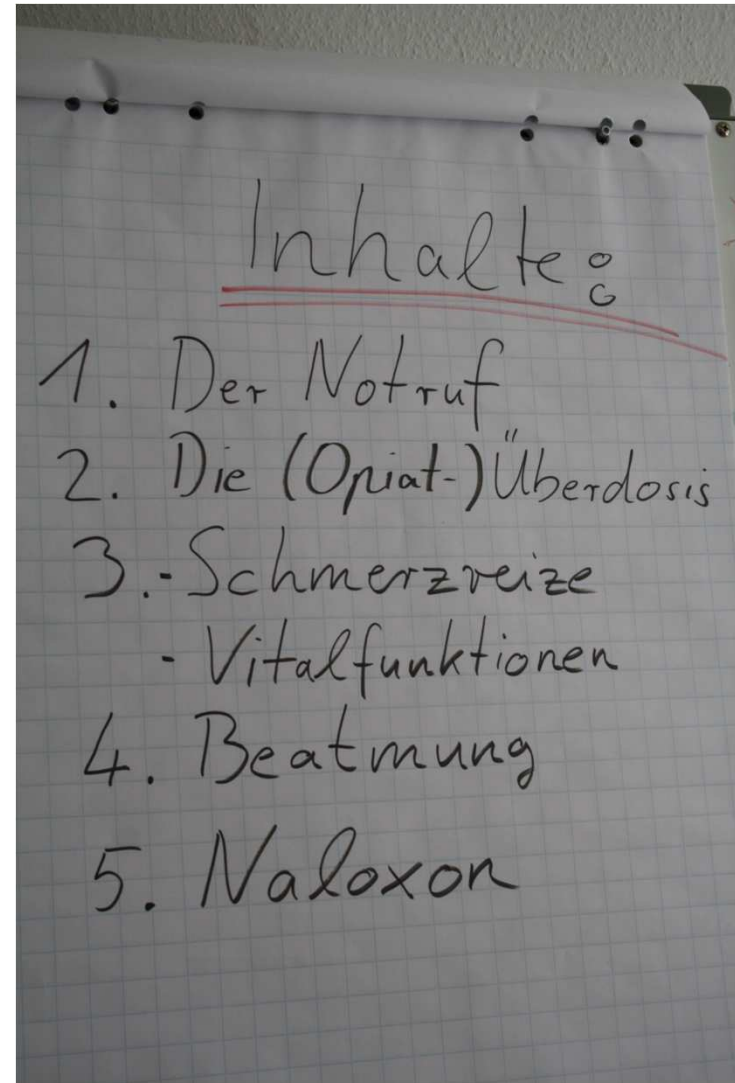 Inhalte:
1. Der Notruf
2. Die (Opiat-) Überdosis
3. - Schmerzreize
- Vitalfunktionen
4. Beatmung
5. Naloxon